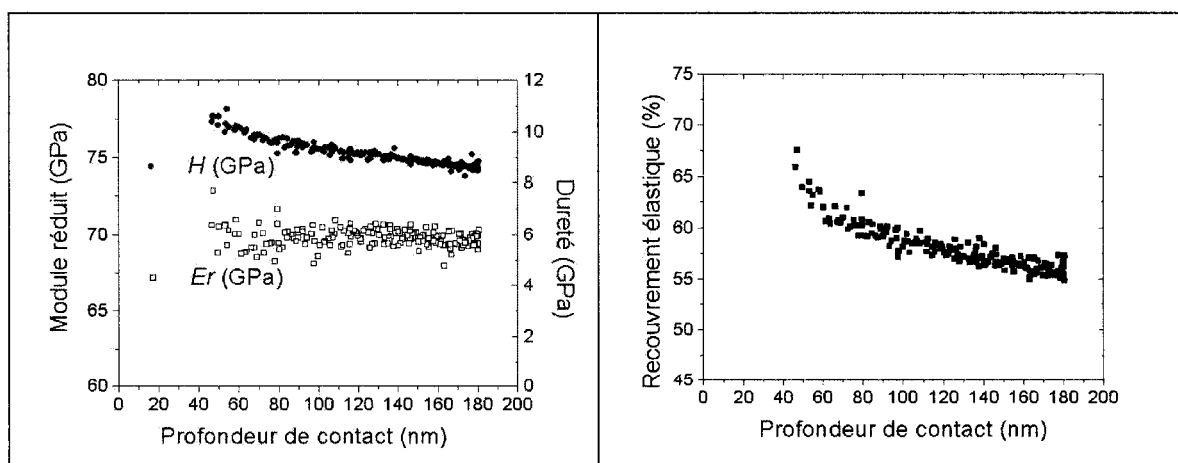 Module réduit (GPa)
80
75
70
65
60
H (GPa)
Er (GPa)
12
10
8
6
4
2
0
Dureté (GPa)
0 20 40 60 80 100 120 140 160 180 200
Profondeur de contact (nm)
Recouvrement élastique (%)
75
70
65
60
55
50
45
0 20 40 60 80 100 120 140 160 180 200
Profondeur de contact (nm)